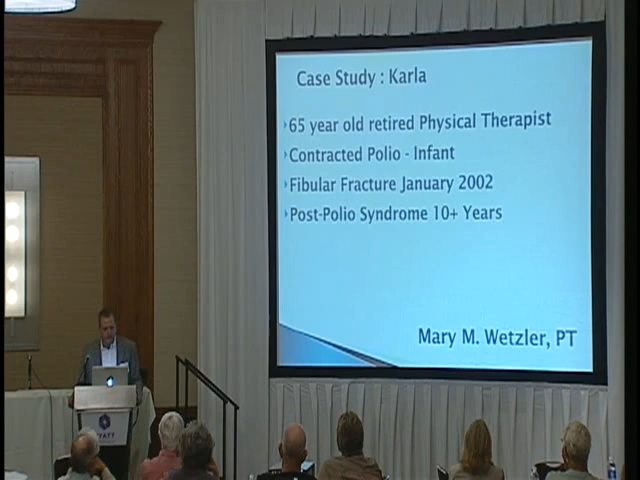 Case Study : Karla
65 year old retired Physical Therapist
Contracted Polio - Infant
Fibular Fracture January 2002
Post-Polio Syndrome 10+ Years
Mary M. Wetzler, PT